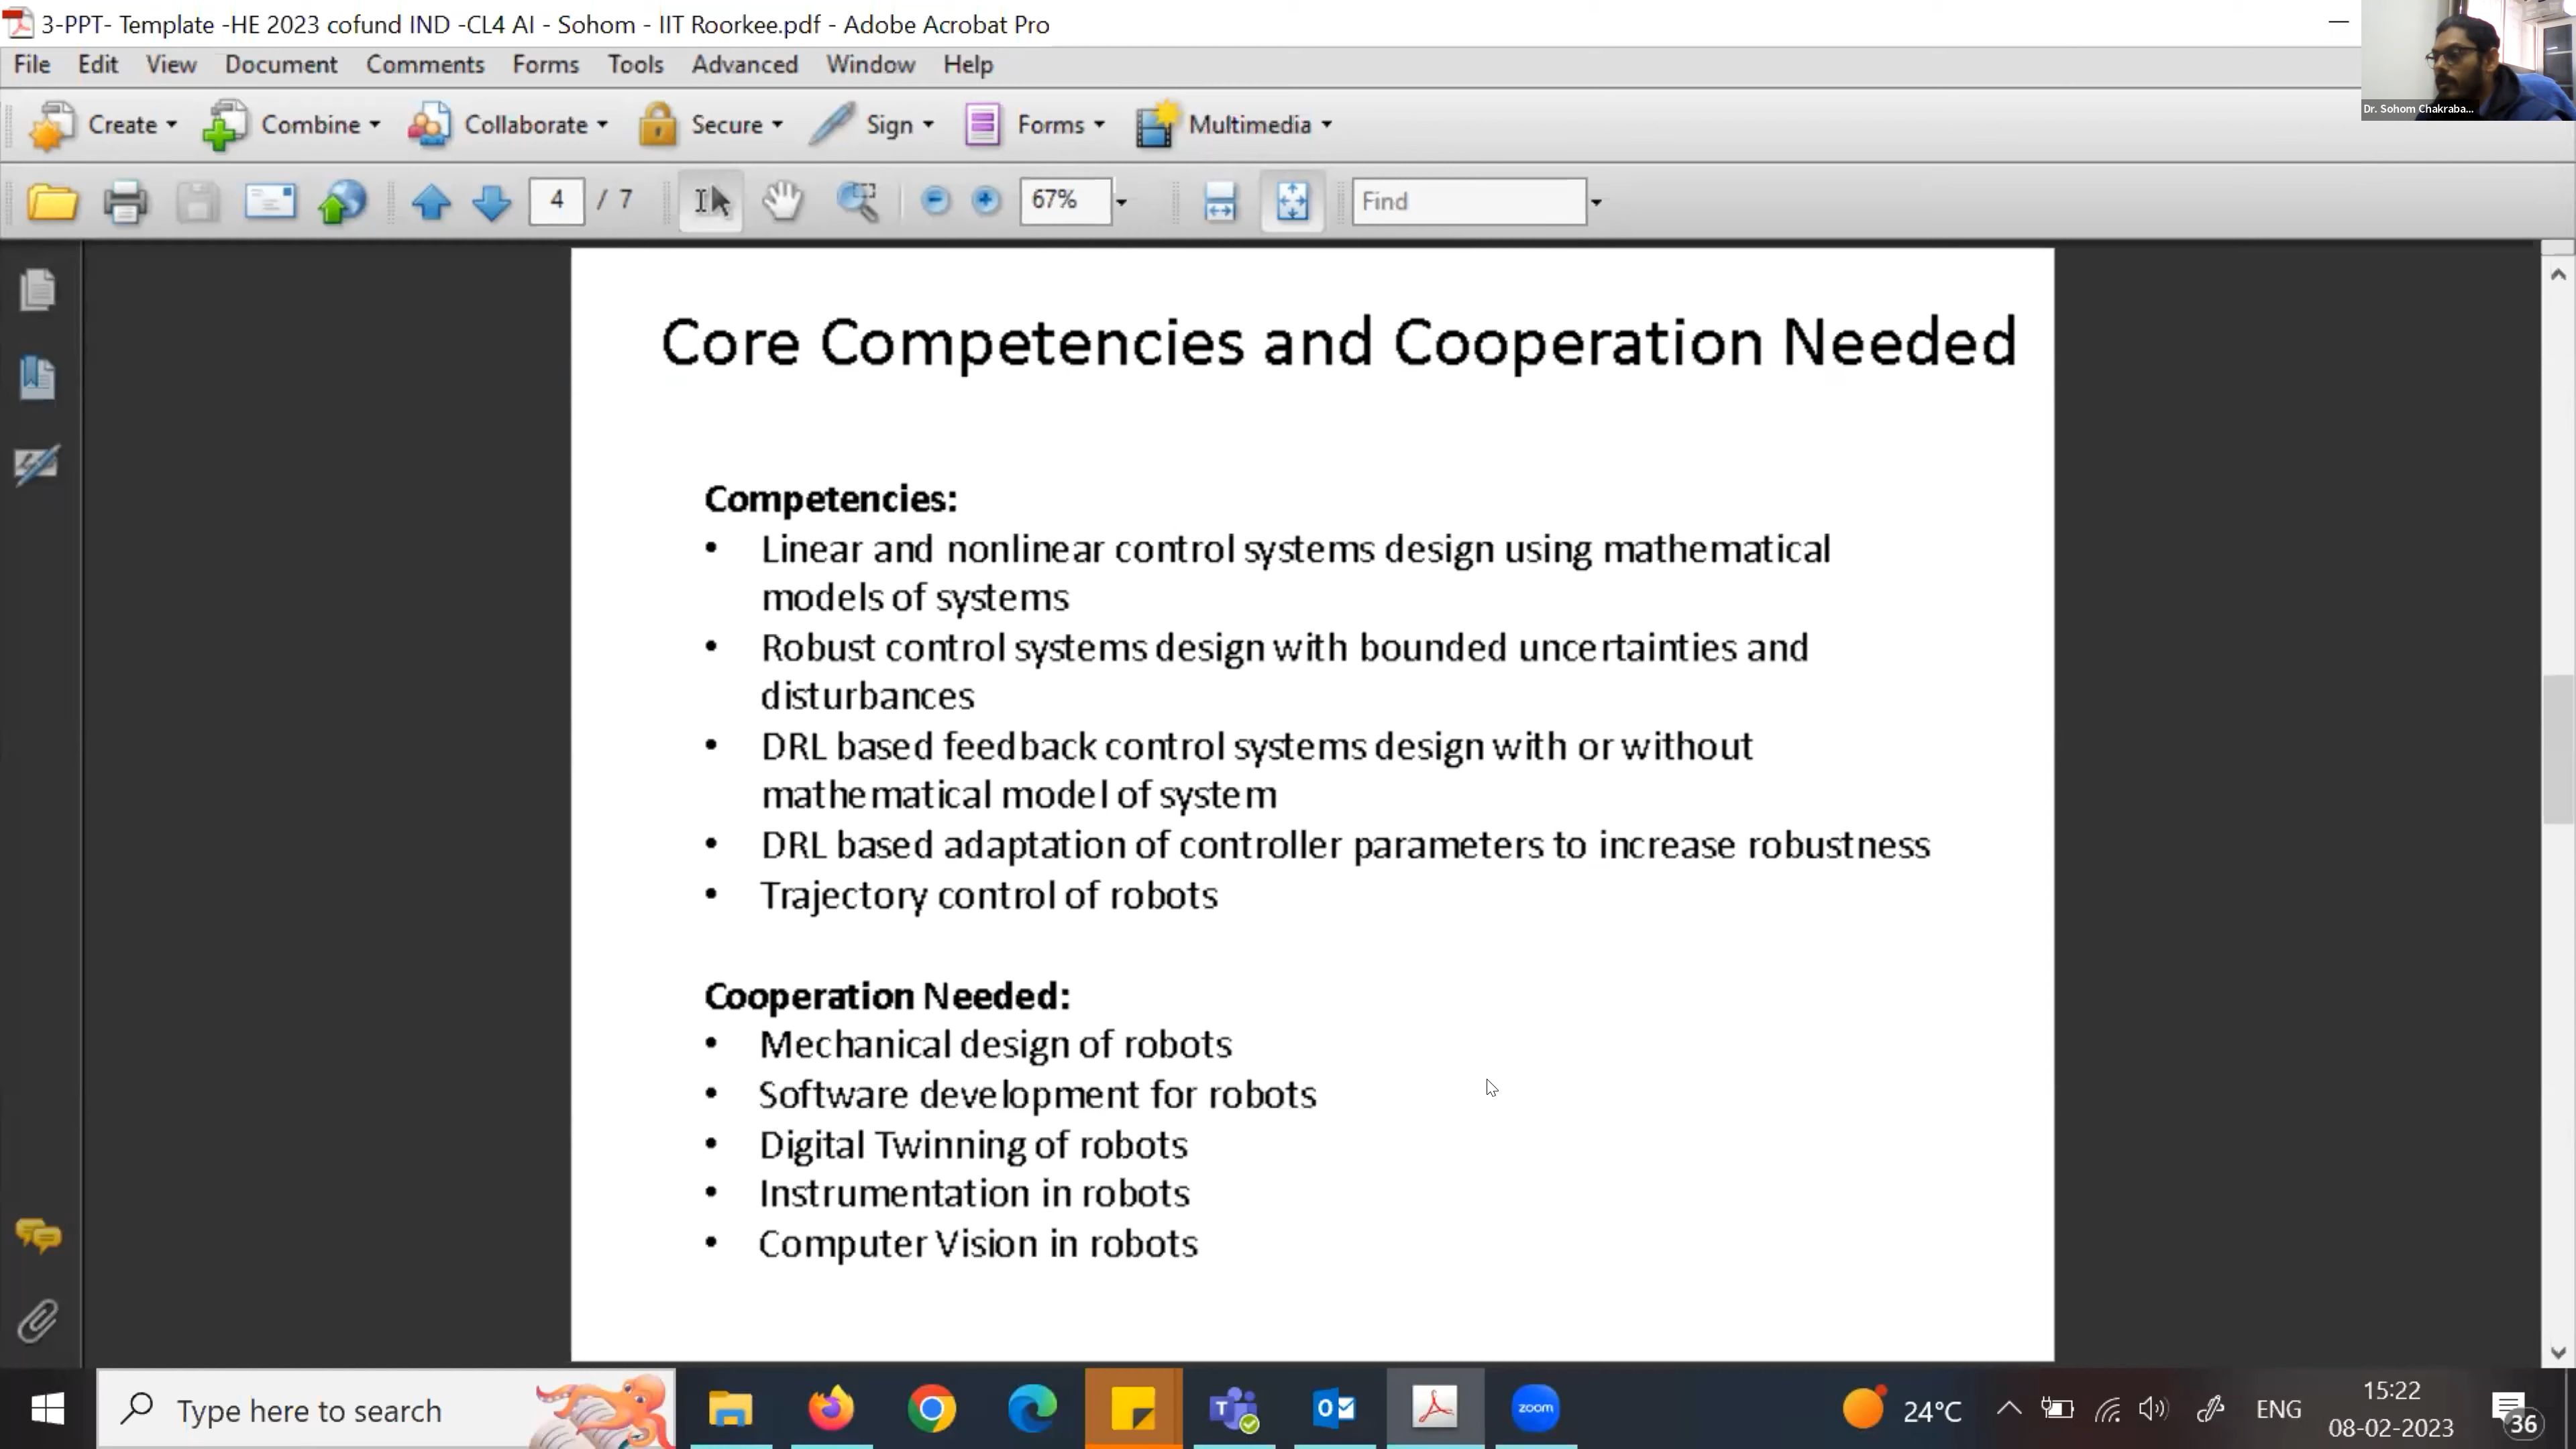 3-PPT- Template -HE 2023 cofund IND -CL4 AI - Sohom - IIT Roorkee.pdf - Adobe Acrobat Pro
File Edit View Document Comments Forms Tools Advanced Window Help
Dr. Sohom Chakraba...
Create Combine Collaborate Secure Sign Forms Multimedia
4 / 7 67% Find
Core Competencies and Cooperation Needed
Competencies:
• Linear and nonlinear control systems design using mathematical
models of systems
• Robust control systems design with bounded uncertainties and
disturbances
• DRL based feedback control systems design with or without
mathematical model of system
• DRL based adaptation of controller parameters to increase robustness
• Trajectory control of robots
Cooperation Needed:
• Mechanical design of robots
• Software development for robots
• Digital Twinning of robots
• Instrumentation in robots
• Computer Vision in robots
Type here to search
zoom
24°C
ENG
15:22
08-02-2023
36